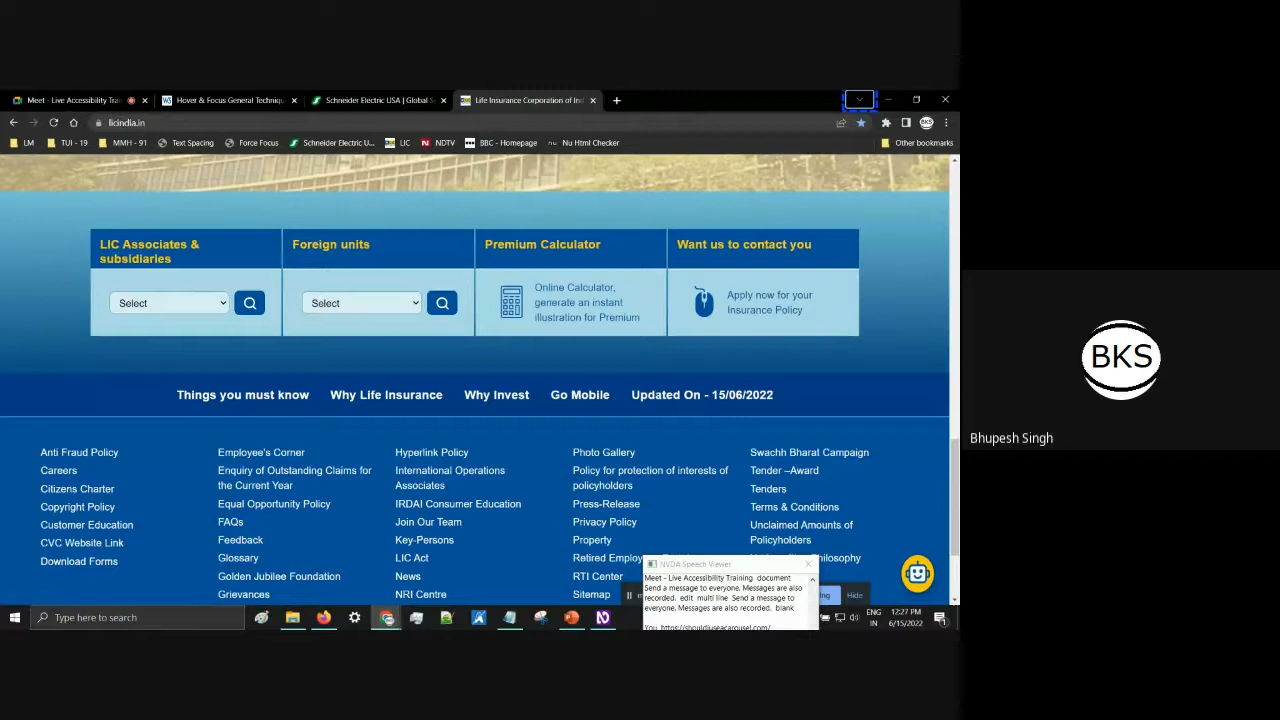 Meet - Live Accessibility Trai
Hover & Focus General Techniqu
Schneider Electric USA | Global S
Life Insurance Corporation of Ind
licindia.in
LM
TUI - 19
MMH - 91
Text Spacing
Force Focus
Schneider Electric U...
LIC
NDTV
BBC - Homepage
Nu Html Checker
Other bookmarks
LIC Associates &
subsidiaries
Foreign units
Premium Calculator
Want us to contact you
Select
Select
Online Calculator,
generate an instant
illustration for Premium
Apply now for your
Insurance Policy
Things you must know
Why Life Insurance
Why Invest
Go Mobile
Updated On - 15/06/2022
Anti Fraud Policy
Careers
Citizens Charter
Copyright Policy
Customer Education
CVC Website Link
Download Forms
Employee's Corner
Enquiry of Outstanding Claims for
the Current Year
Equal Opportunity Policy
FAQs
Feedback
Glossary
Golden Jubilee Foundation
Grievances
Hyperlink Policy
International Operations
Associates
IRDAI Consumer Education
Join Our Team
Key-Persons
LIC Act
News
NRI Centre
Photo Gallery
Policy for protection of interests of
policyholders
Press-Release
Privacy Policy
Property
Retired Emplo
RTI Center
Sitemap
Swachh Bharat Campaign
Tender –Award
Tenders
Terms & Conditions
Unclaimed Amounts of
Policyholders
Philosophy
NVDA Speech Viewer
Meet - Live Accessibility Training document
Send a message to everyone. Messages are also
recorded. edit multi line Send a message to
everyone. Messages are also recorded. blank
You https://shouldiuseacarousel.com/
Hide
Type here to search
ENG
IN
12:27 PM
6/15/2022
BKS
Bhupesh Singh